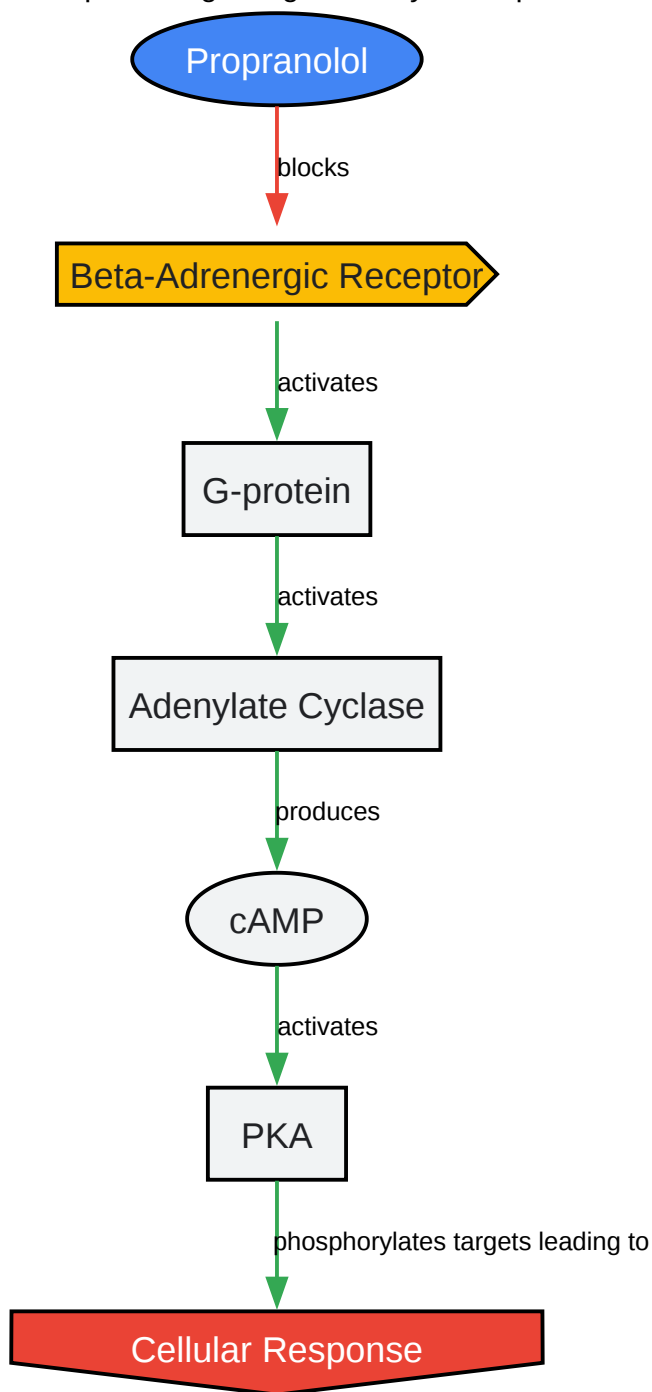 Propranolol
blocks
Beta-Adrenergic Receptor
activates
G-protein
activates
Adenylate Cyclase
produces
cAMP
activates
PKA
phosphorylates targets leading to
Cellular Response